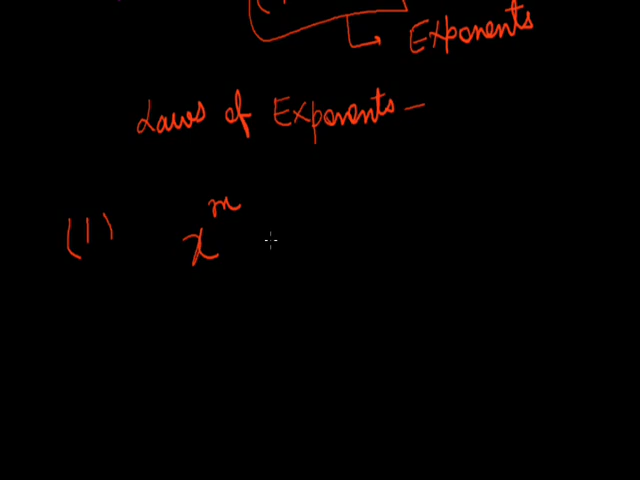 Exponents
Laws of Exponents -
(1) x^m